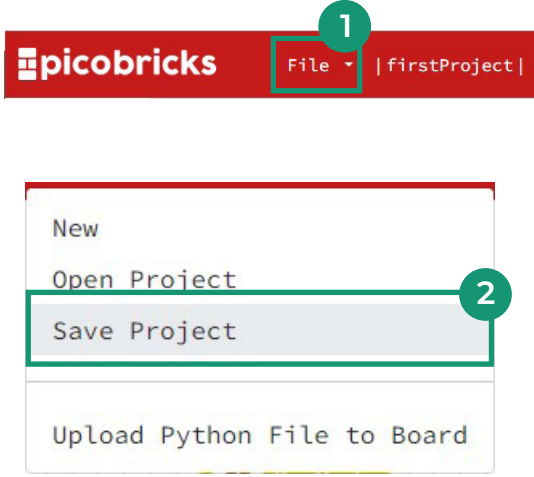 1
picobricks File |firstProject|
New
Open Project
2
Save Project
Upload Python File to Board